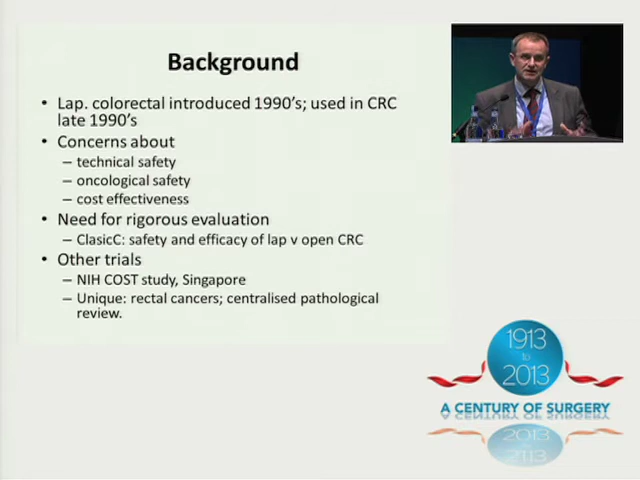 Background
• Lap. colorectal introduced 1990's; used in CRC
late 1990's
• Concerns about
– technical safety
– oncological safety
– cost effectiveness
• Need for rigorous evaluation
– ClasicC: safety and efficacy of lap v open CRC
• Other trials
– NIH COST study, Singapore
– Unique: rectal cancers; centralised pathological
review.
1913
to
2013
A CENTURY OF SURGERY